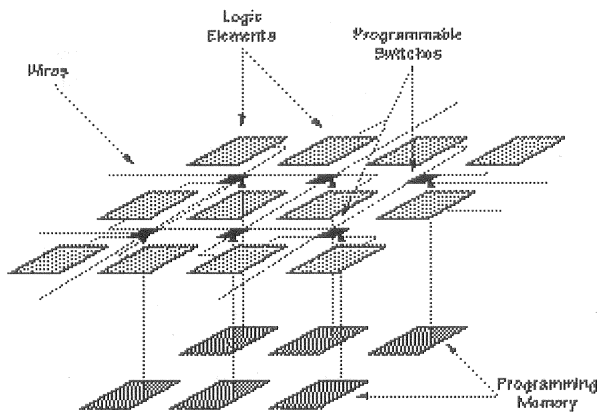 Logic
Elements
Programmable
Switches
Wires
Programming
Memory